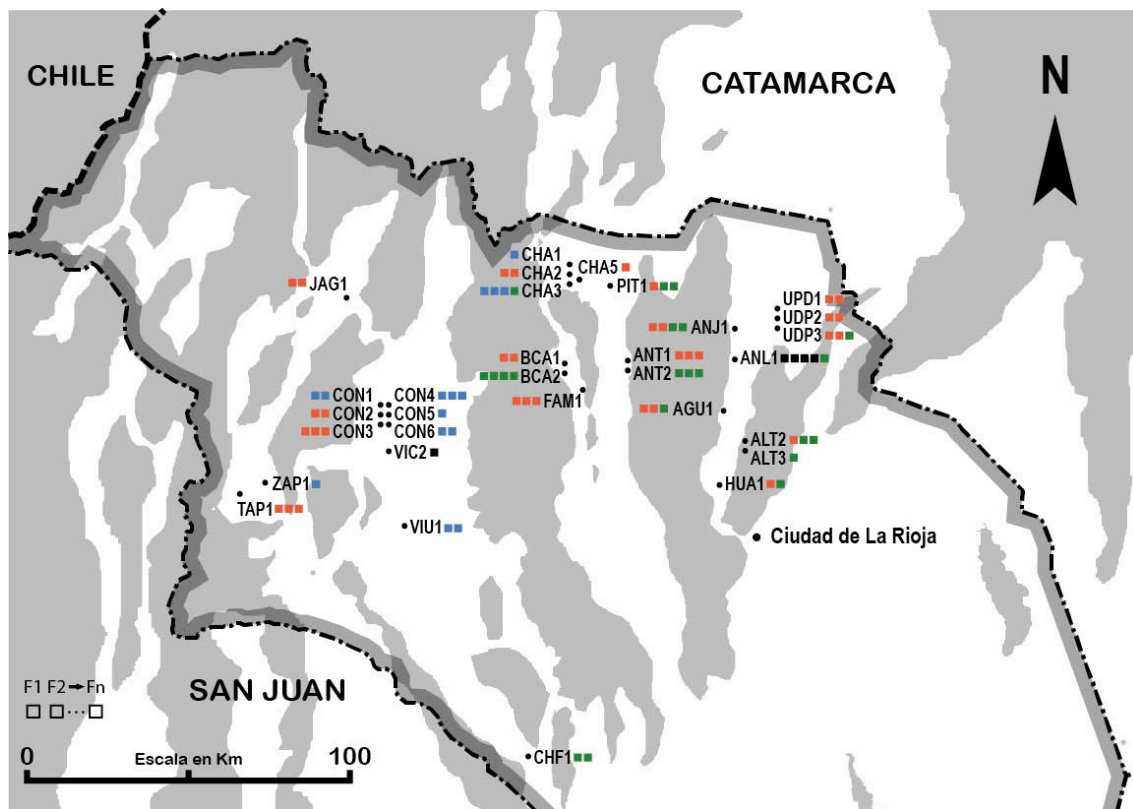 CHILE
CATAMARCA
N
CHA1
CHA2
CHA5
CHA3
PIT1
JAG1
UPD1
UDP2
UDP3
ANJ1
BCA1
ANT1
ANL1
BCA2
ANT2
CON1
CON4
FAM1
CON2
CON5
AGU1
CON3
CON6
VIC2
ALT2
ALT3
ZAP1
HUA1
TAP1
VIU1
Ciudad de La Rioja
SAN JUAN
F1 F2 Fn
0
Escala en Km
100
CHF1